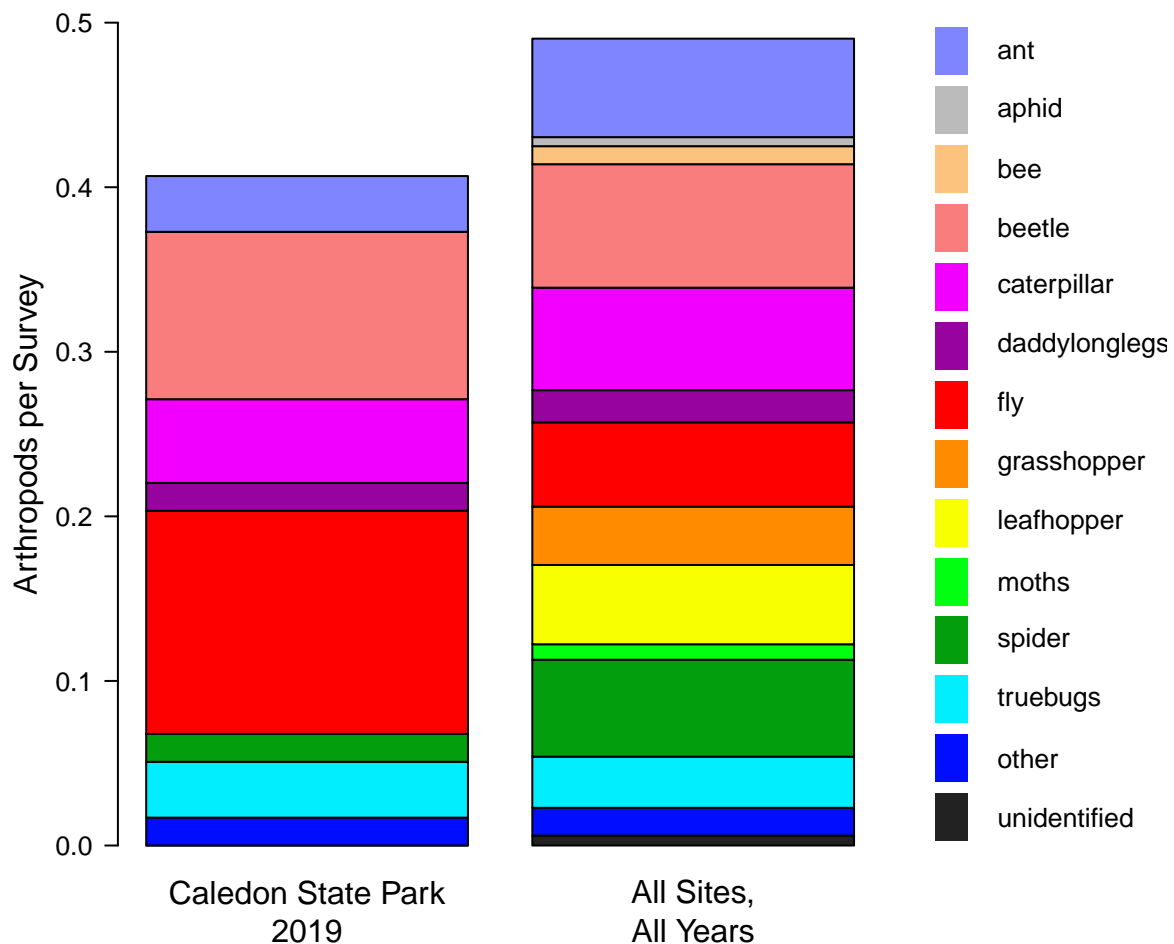 Arthropods per Survey
0.5
0.4
0.3
0.2
0.1
0.0
Caledon State Park
2019
All Sites,
All Years
ant
aphid
bee
beetle
caterpillar
daddylonglegs
fly
grasshopper
leafhopper
moths
spider
truebugs
other
unidentified